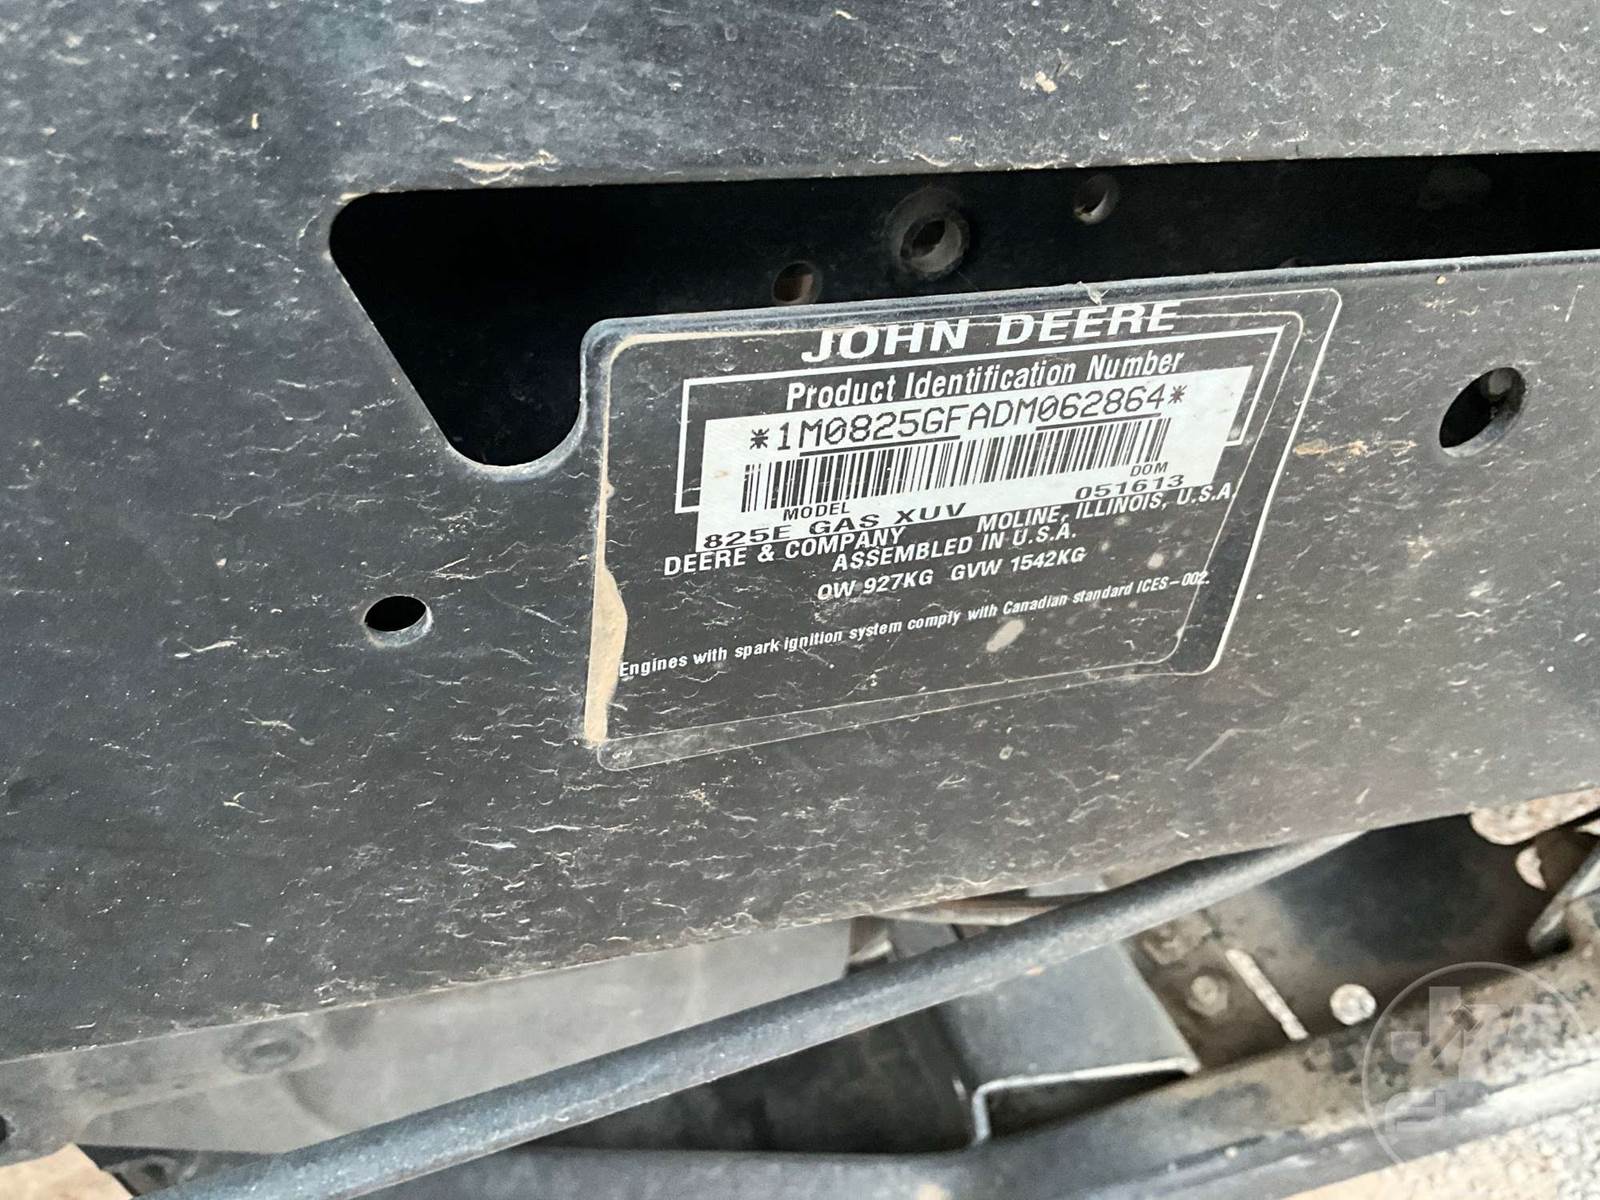 JOHN DEERE
Product Identification Number
*1M0825GFADM062864*
MODEL DOM
825E GAS XUV 051613
DEERE & COMPANY MOLINE, ILLINOIS, U.S.A.
ASSEMBLED IN U.S.A.
OW 927KG GVW 1542KG
Engines with spark ignition system comply with Canadian standard ICES-002.